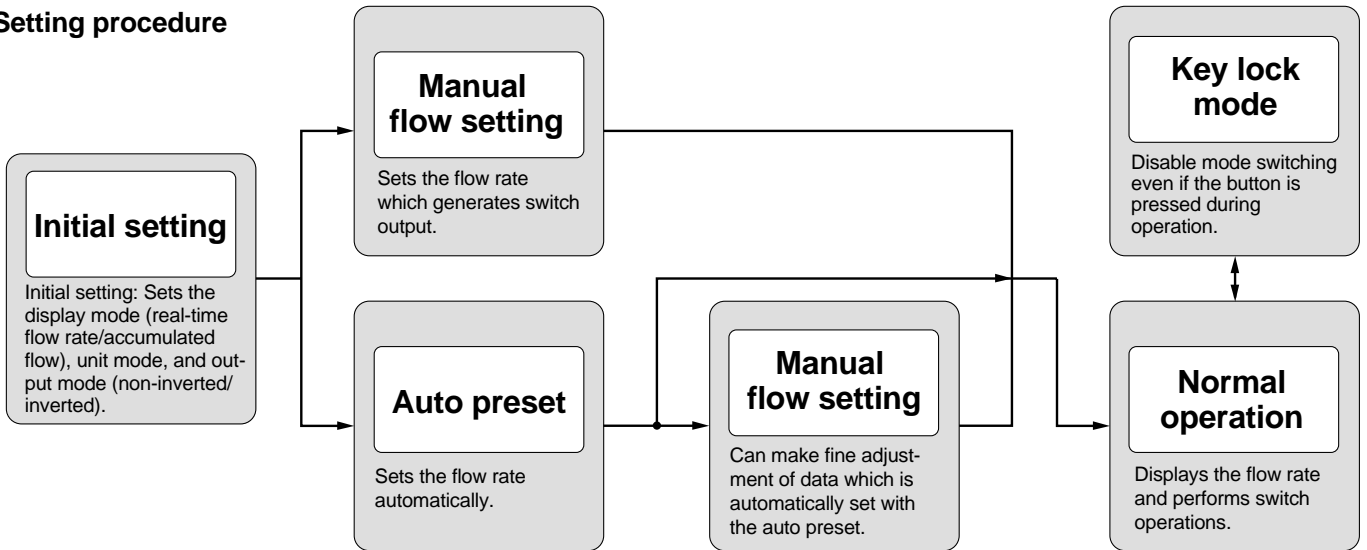 Setting procedure
Manual
flow setting
Sets the flow rate
which generates switch
output.
Key lock
mode
Disable mode switching
even if the button is
pressed during
operation.
Initial setting
Initial setting: Sets the
display mode (real-time
flow rate/accumulated
flow), unit mode, and out-
put mode (non-inverted/
inverted).
Auto preset
Sets the flow rate
automatically.
Manual
flow setting
Can make fine adjust-
ment of data which is
automatically set with
the auto preset.
Normal
operation
Displays the flow rate
and performs switch
operations.